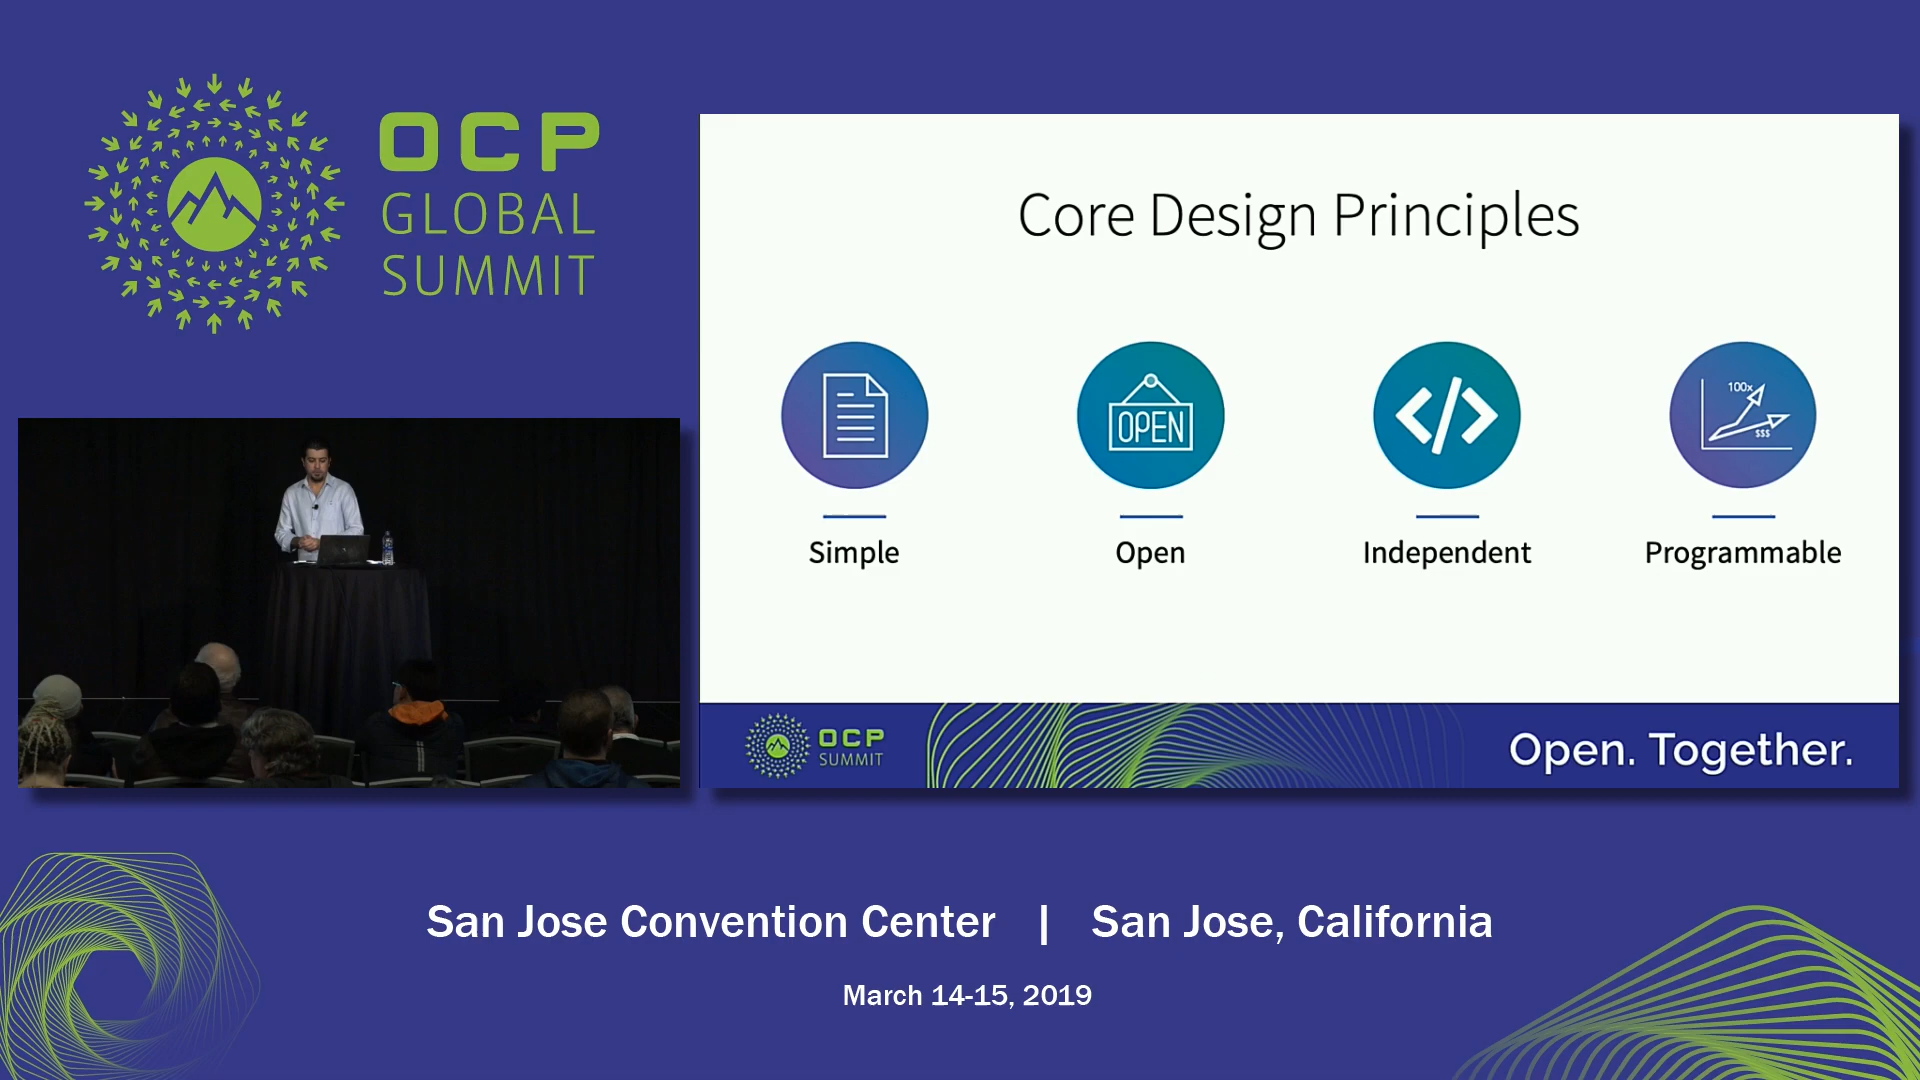 OCP
GLOBAL
SUMMIT
Core Design Principles
OPEN
100x
$$$
Simple
Open
Independent
Programmable
OCP
SUMMIT
Open. Together.
San Jose Convention Center | San Jose, California
March 14-15, 2019